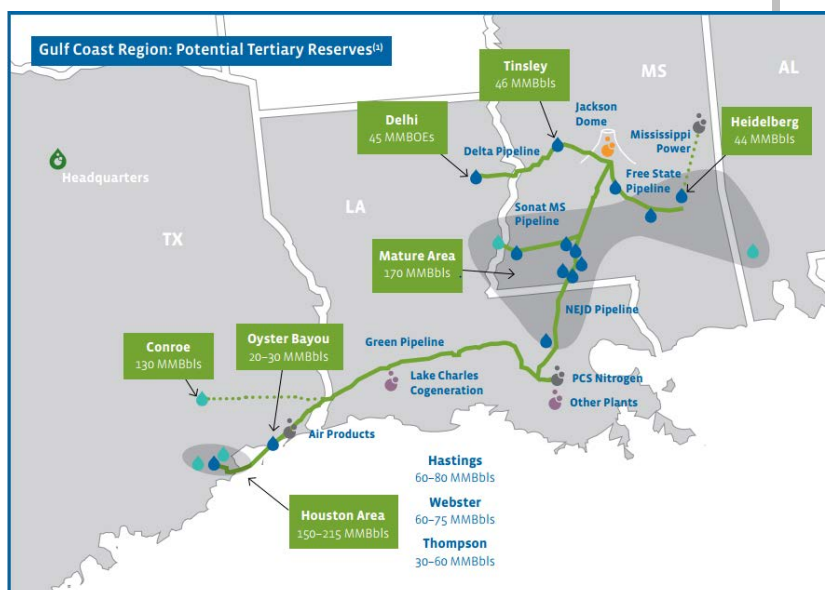 Gulf Coast Region: Potential Tertiary Reserves(1)
Tinsley
46 MMBbls
MS
AL
Delhi
45 MMBOEs
Jackson
Dome
Mississippi
Power
Heidelberg
44 MMBbls
Delta Pipeline
Free State
Pipeline
Headquarters
LA
TX
Sonat MS
Pipeline
Mature Area
170 MMBbls
NEJD Pipeline
Conroe
130 MMBbls
Oyster Bayou
20–30 MMBbls
Green Pipeline
Lake Charles
Cogeneration
PCS Nitrogen
Other Plants
Air Products
Houston Area
150–215 MMBbls
Hastings
60–80 MMBbls
Webster
60–75 MMBbls
Thompson
30–60 MMBbls